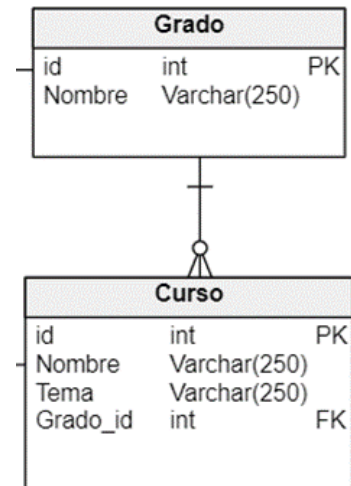 Grado
id int PK
Nombre Varchar(250)
Curso
id int PK
Nombre Varchar(250)
Tema Varchar(250)
Grado_id int FK